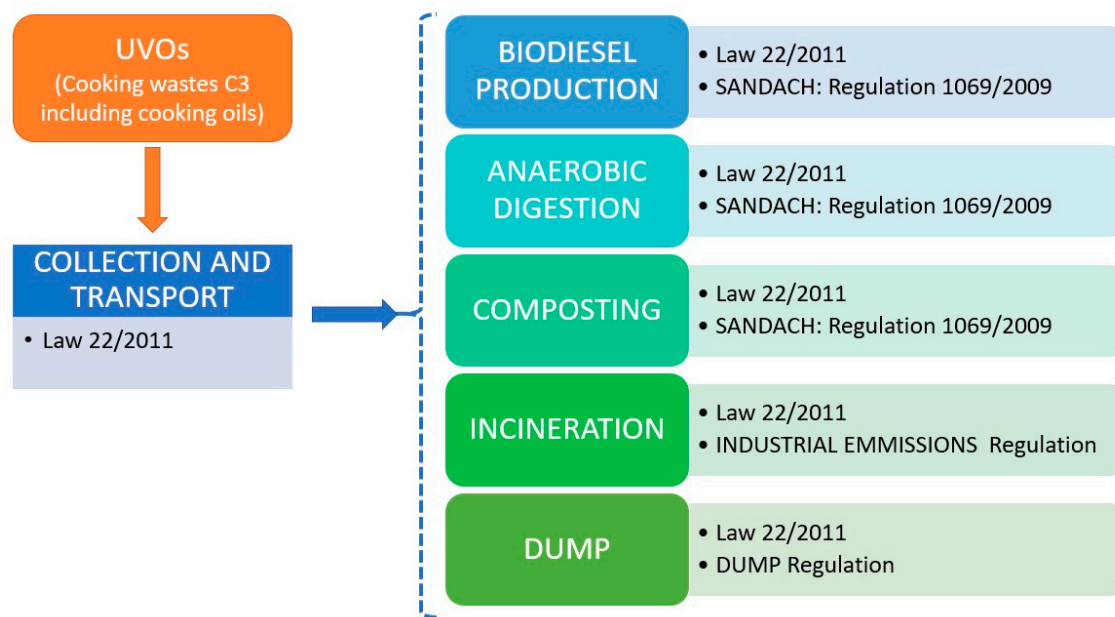 UVOs
(Cooking wastes C3
including cooking oils)
COLLECTION AND
TRANSPORT
• Law 22/2011
BIODIESEL
PRODUCTION
• Law 22/2011
• SANDACH: Regulation 1069/2009
ANAEROBIC
DIGESTION
• Law 22/2011
• SANDACH: Regulation 1069/2009
COMPOSTING
• Law 22/2011
• SANDACH: Regulation 1069/2009
INCINERATION
• Law 22/2011
• INDUSTRIAL EMMISSIONS Regulation
DUMP
• Law 22/2011
• DUMP Regulation